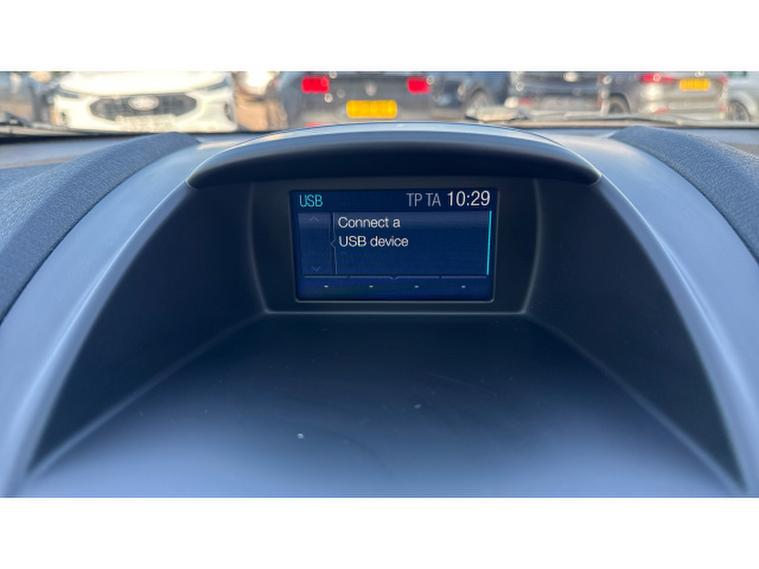 USB TP TA 10:29
Connect a
USB device